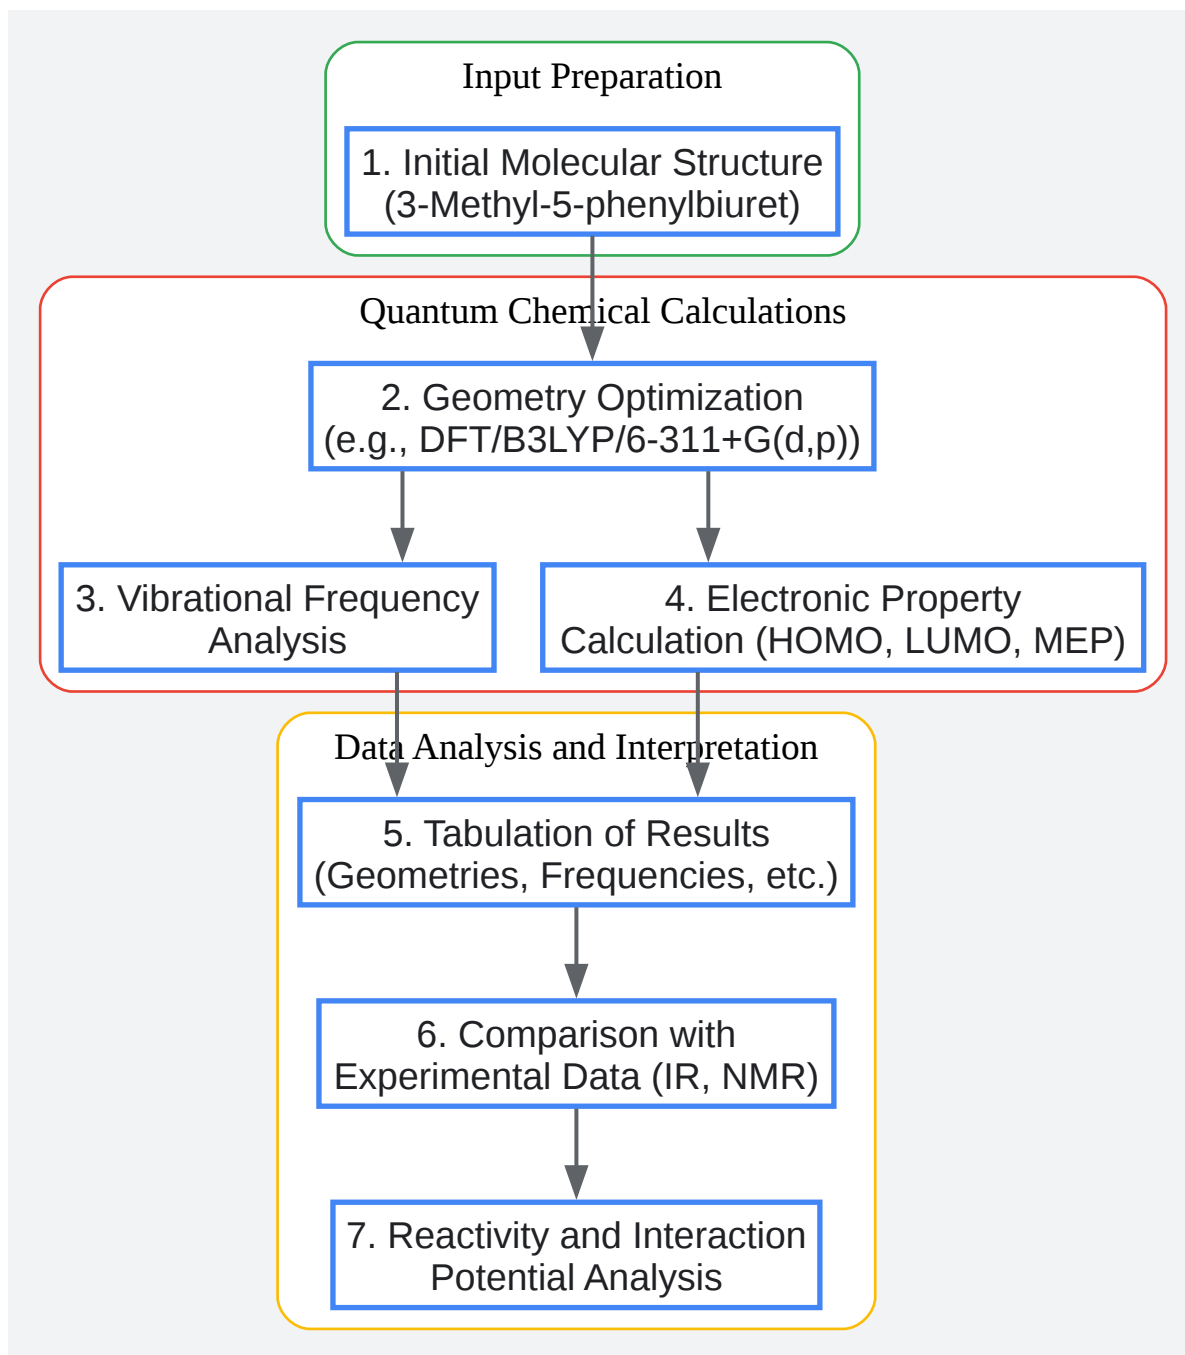 Input Preparation
1. Initial Molecular Structure
(3-Methyl-5-phenylbiuret)
Quantum Chemical Calculations
2. Geometry Optimization
(e.g., DFT/B3LYP/6-311+G(d,p))
3. Vibrational Frequency
Analysis
4. Electronic Property
Calculation (HOMO, LUMO, MEP)
Data Analysis and Interpretation
5. Tabulation of Results
(Geometries, Frequencies, etc.)
6. Comparison with
Experimental Data (IR, NMR)
7. Reactivity and Interaction
Potential Analysis